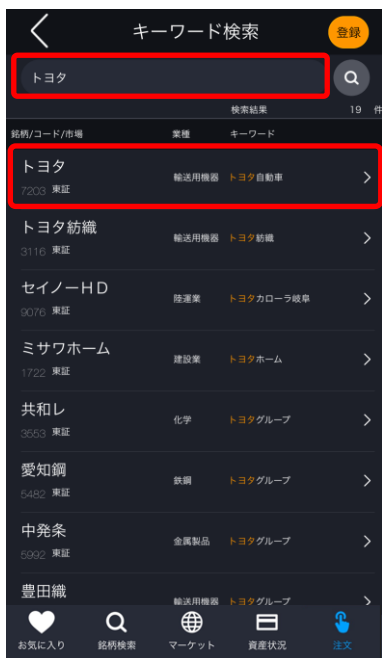 キーワード検索 登録
トヨタ
検索結果 19 件
銘柄/コード/市場 業種 キーワード
トヨタ
7203 東証 輸送用機器 トヨタ自動車
トヨタ紡織
3116 東証 輸送用機器 トヨタ紡織
セイノーHD
9076 東証 陸運業 トヨタカローラ岐阜
ミサワホーム
1722 東証 建設業 トヨタホーム
共和レ
3553 東証 化学 トヨタグループ
愛知鋼
5482 東証 鉄鋼 トヨタグループ
中発条
5992 東証 金属製品 トヨタグループ
豊田織
輸送用機器 トヨタグループ
お気に入り 銘柄検索 マーケット 資産状況 注文